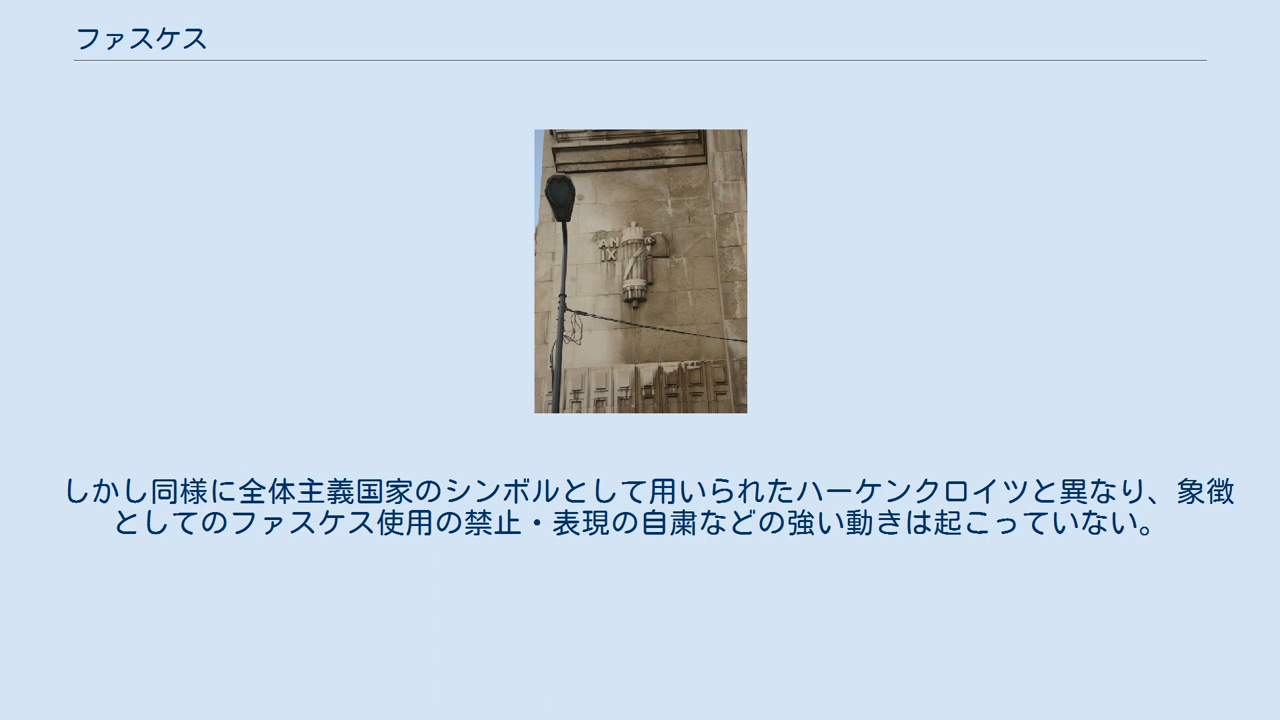 ファスケス
AN
IX
しかし同様に全体主義国家のシンボルとして用いられたハーケンクロイツと異なり、象徴
としてのファスケス使用の禁止・表現の自粛などの強い動きは起こっていない。